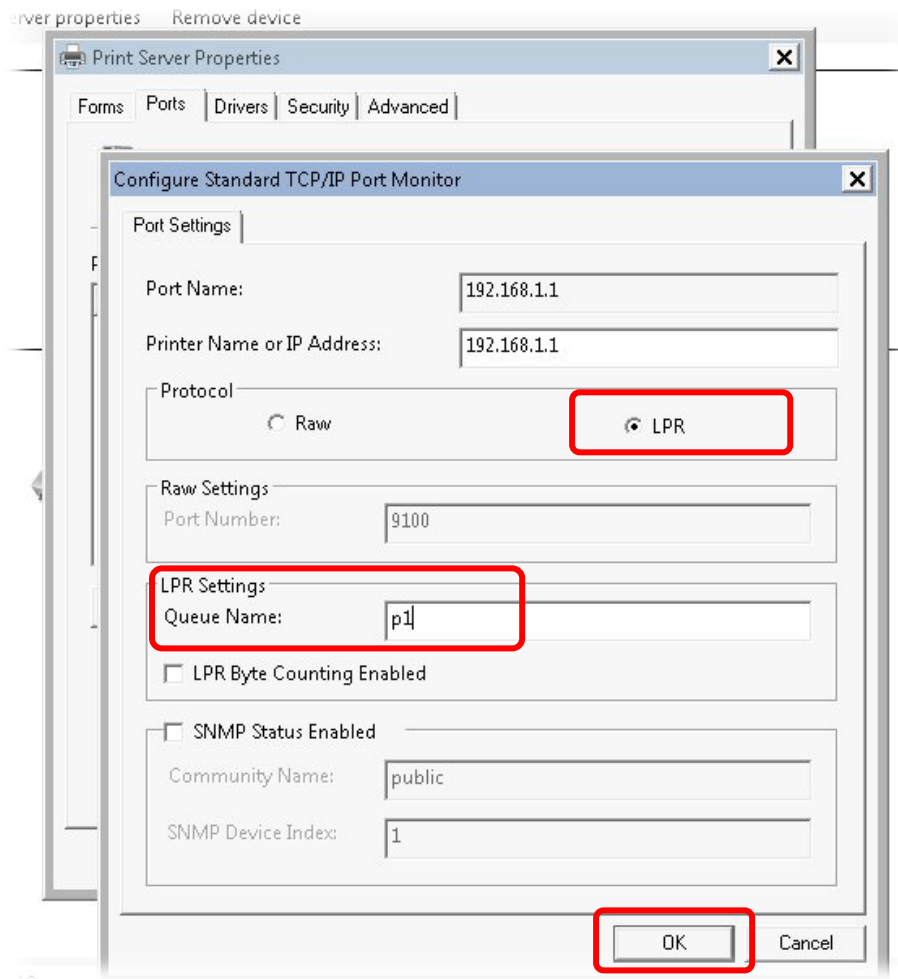 erver properties Remove device
Print Server Properties
Forms Ports Drivers Security Advanced
Configure Standard TCP/IP Port Monitor
Port Settings
Port Name: 192.168.1.1
Printer Name or IP Address: 192.168.1.1
Protocol
Raw LPR
Raw Settings
Port Number: 9100
LPR Settings
Queue Name: p1
LPR Byte Counting Enabled
SNMP Status Enabled
Community Name: public
SNMP Device Index: 1
OK Cancel